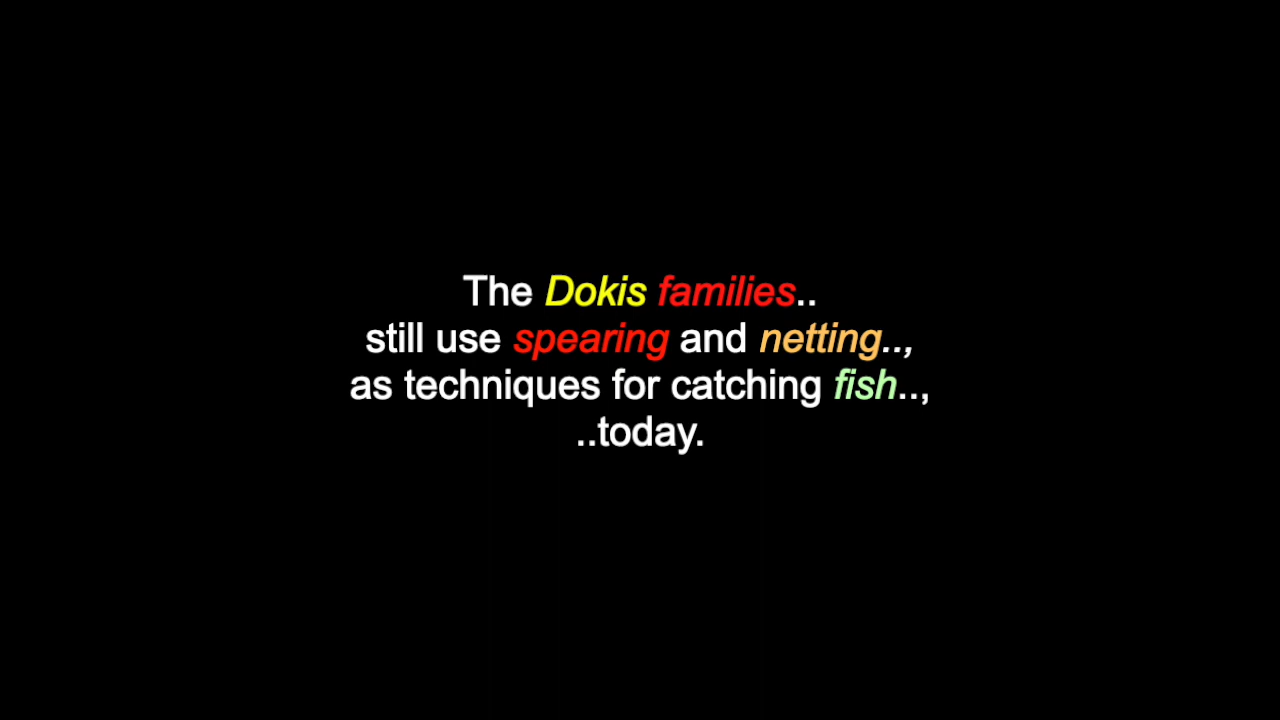 The Dokis families..
still use spearing and netting..,
as techniques for catching fish..,
..today.